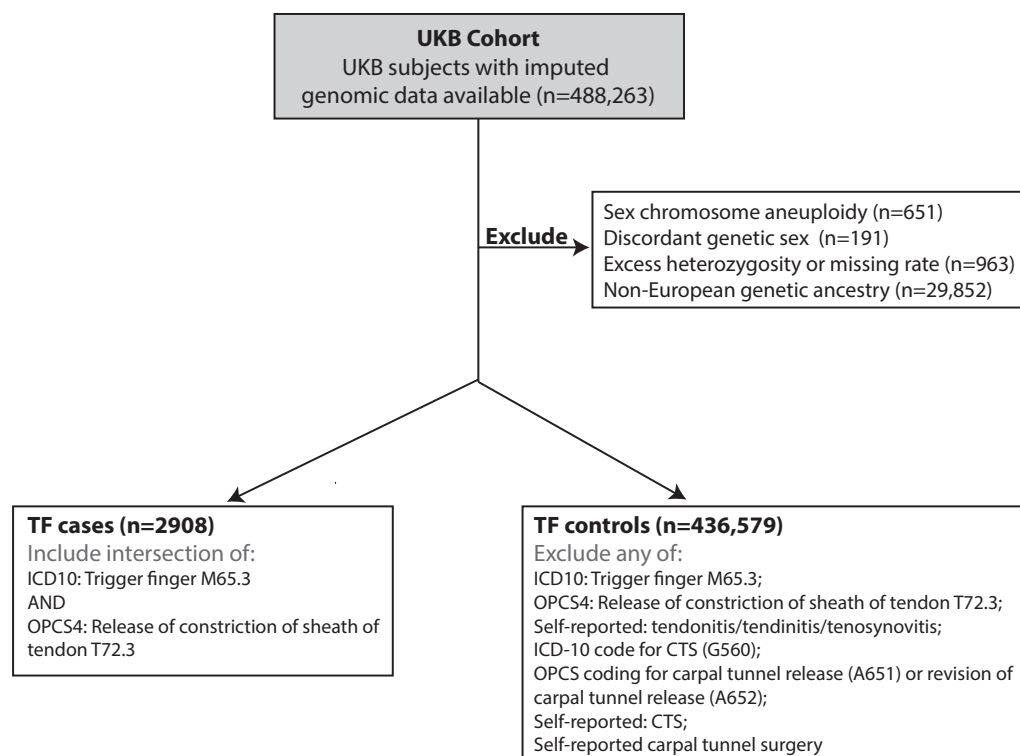 UKB Cohort
UKB subjects with imputed
genomic data available (n=488,263)
Exclude
Sex chromosome aneuploidy (n=651)
Discordant genetic sex (n=191)
Excess heterozygosity or missing rate (n=963)
Non-European genetic ancestry (n=29,852)
TF cases (n=2908)
Include intersection of:
ICD10: Trigger finger M65.3
AND
OPCS4: Release of constriction of sheath of
tendon T72.3
TF controls (n=436,579)
Exclude any of:
ICD10: Trigger finger M65.3;
OPCS4: Release of constriction of sheath of tendon T72.3;
Self-reported: tendonitis/tendinitis/tenosynovitis;
ICD-10 code for CTS (G560);
OPCS coding for carpal tunnel release (A651) or revision of
carpal tunnel release (A652);
Self-reported: CTS;
Self-reported carpal tunnel surgery